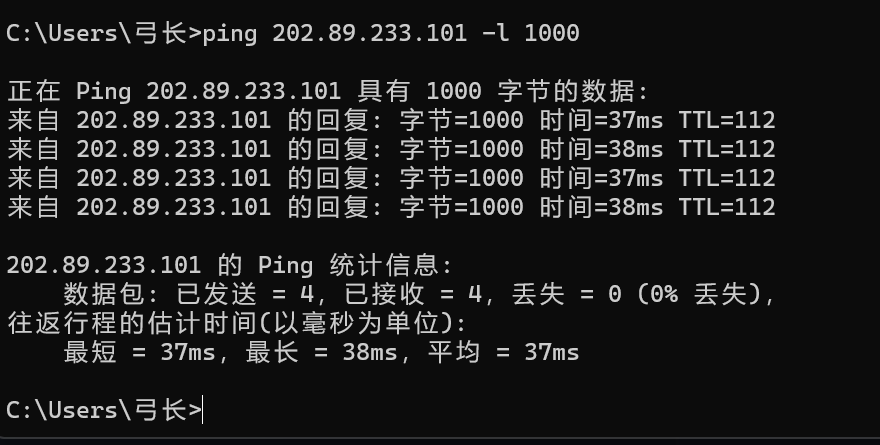 C:\Users\弓长>ping 202.89.233.101 -l 1000
正在 Ping 202.89.233.101 具有 1000 字节的数据:
来自 202.89.233.101 的回复: 字节=1000 时间=37ms TTL=112
来自 202.89.233.101 的回复: 字节=1000 时间=38ms TTL=112
来自 202.89.233.101 的回复: 字节=1000 时间=37ms TTL=112
来自 202.89.233.101 的回复: 字节=1000 时间=38ms TTL=112
202.89.233.101 的 Ping 统计信息:
数据包: 已发送 = 4，已接收 = 4，丢失 = 0 (0% 丢失)，
往返行程的估计时间(以毫秒为单位):
最短 = 37ms，最长 = 38ms，平均 = 37ms
C:\Users\弓长>